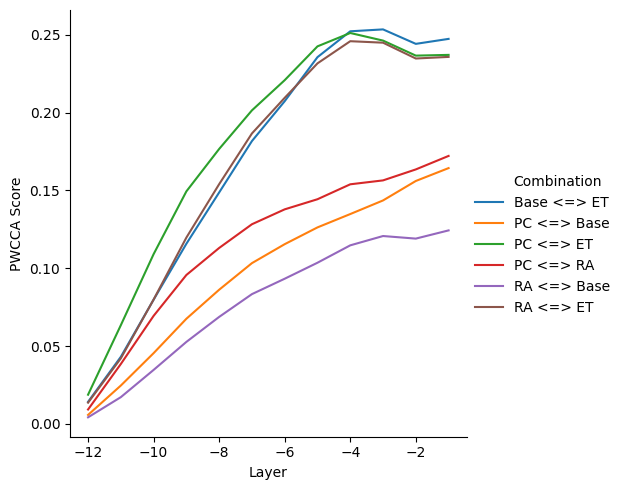 0.25
0.20
0.15
0.10
0.05
0.00
PWCCA Score
−12
−10
−8
−6
−4
−2
Layer
Combination
Base <=> ET
PC <=> Base
PC <=> ET
PC <=> RA
RA <=> Base
RA <=> ET